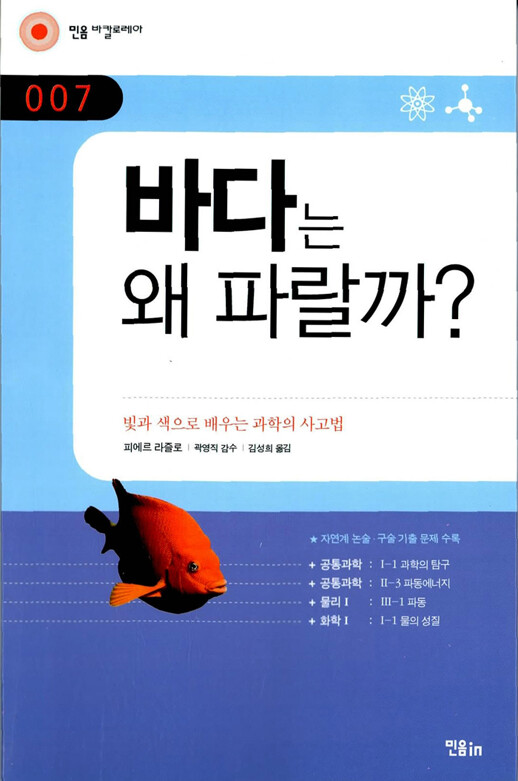 민음 바칼로레아
007
바다는
왜 파랄까?
빛과 색으로 배우는 과학의 사고법
피에르 라즐로 | 곽영직 감수 | 김성희 옮김
★ 자연계 논술 · 구술 기출 문제 수록
+ 공통과학 : I-1 과학의 탐구
+ 공통과학 : II-3 파동에너지
+ 물리 I : III-1 파동
+ 화학 I : I-1 물의 성질
민음in